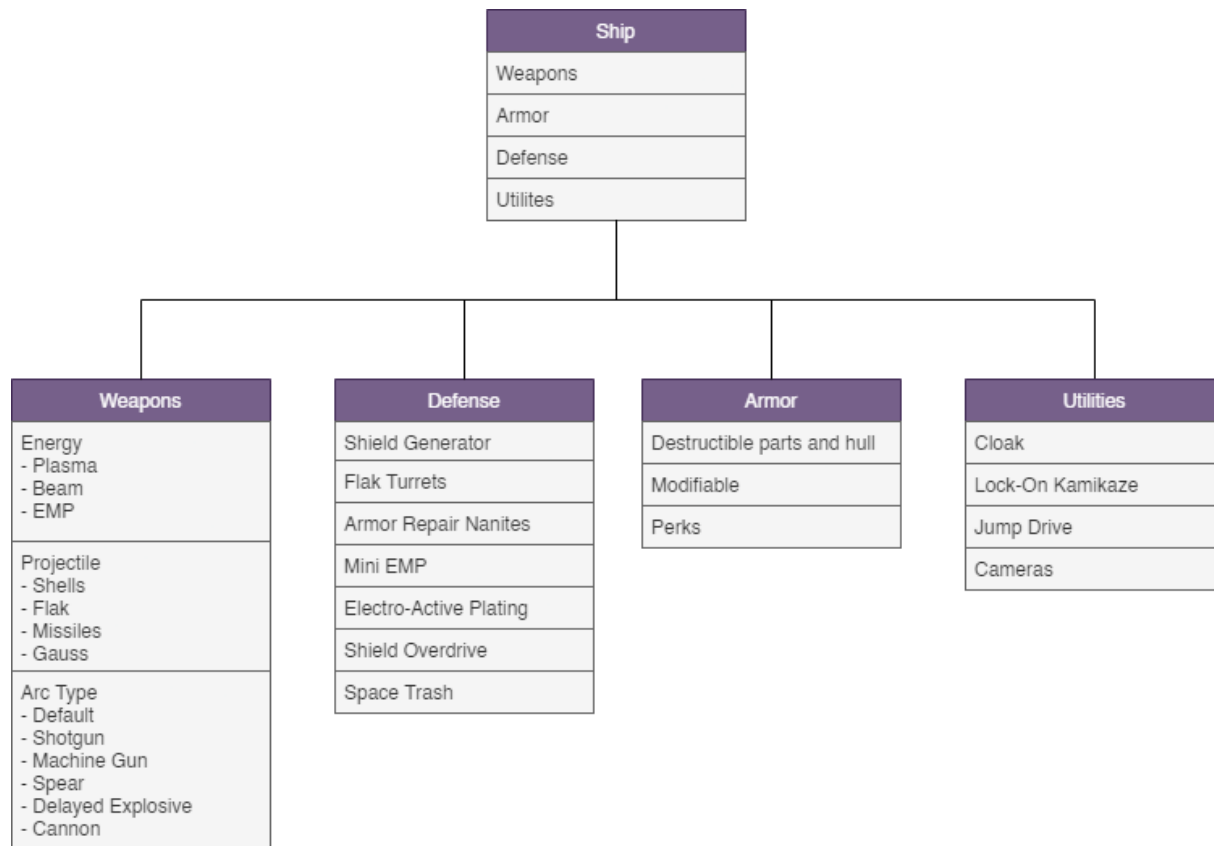 Ship
Weapons
Armor
Defense
Utilites
Weapons
Energy
- Plasma
- Beam
- EMP
Projectile
- Shells
- Flak
- Missiles
- Gauss
Arc Type
- Default
- Shotgun
- Machine Gun
- Spear
- Delayed Explosive
- Cannon
Defense
Shield Generator
Flak Turrets
Armor Repair Nanites
Mini EMP
Electro-Active Plating
Shield Overdrive
Space Trash
Armor
Destructible parts and hull
Modifiable
Perks
Utilities
Cloak
Lock-On Kamikaze
Jump Drive
Cameras